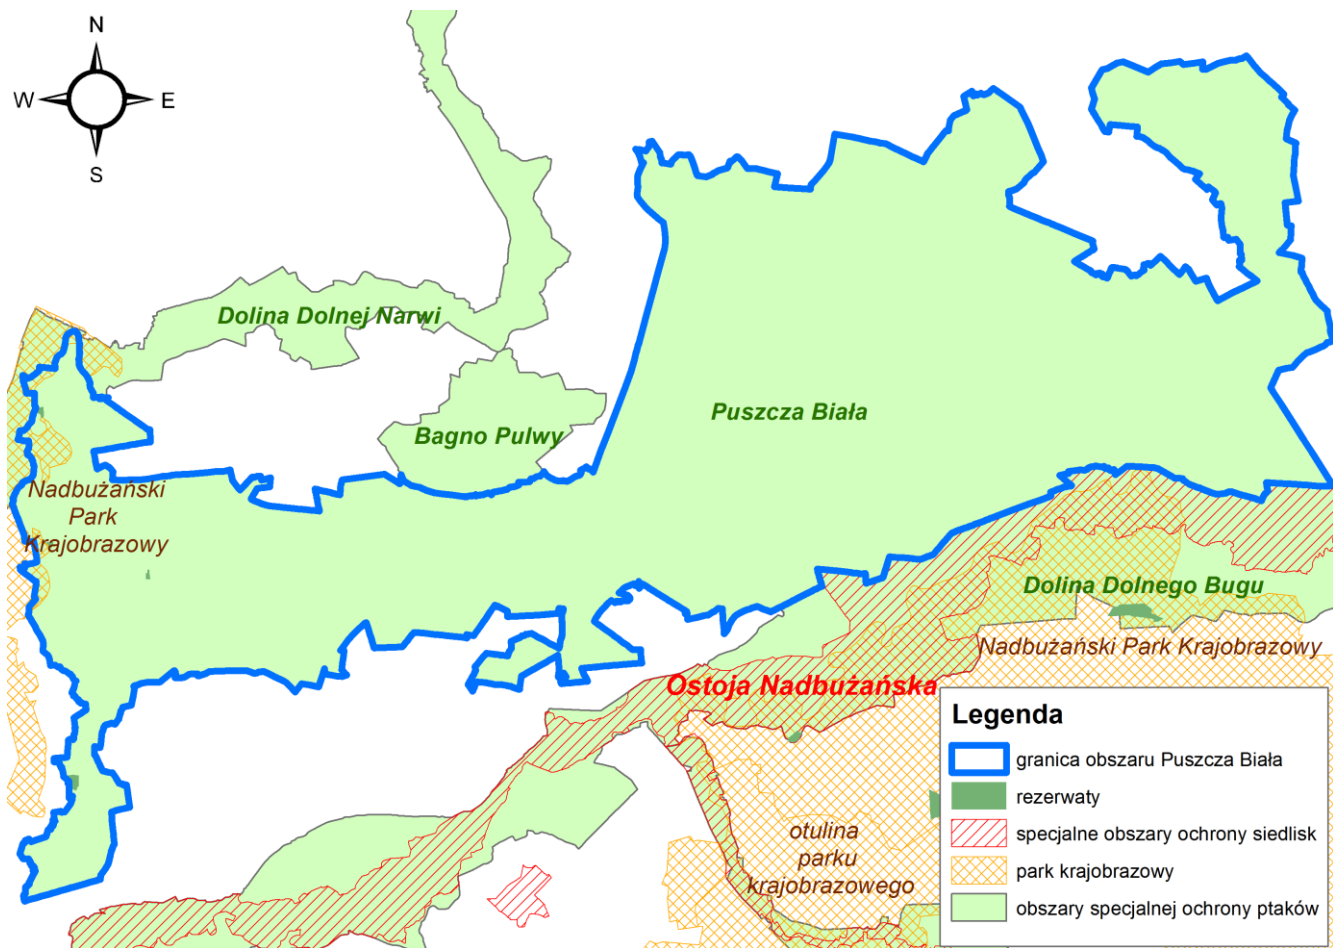 N
W
E
S
Dolina Dolnej Narwi
Puszcza Biała
Bagno Pulwy
Nadbużański
Park
Krajobrazowy
Dolina Dolnego Bugu
Nadbużański Park Krajobrazowy
Ostoja Nadbużańska
otulina
parku
krajobrazowego
Legenda
granica obszaru Puszcza Biała
rezerwaty
specjalne obszary ochrony siedlisk
park krajobrazowy
obszary specjalnej ochrony ptaków